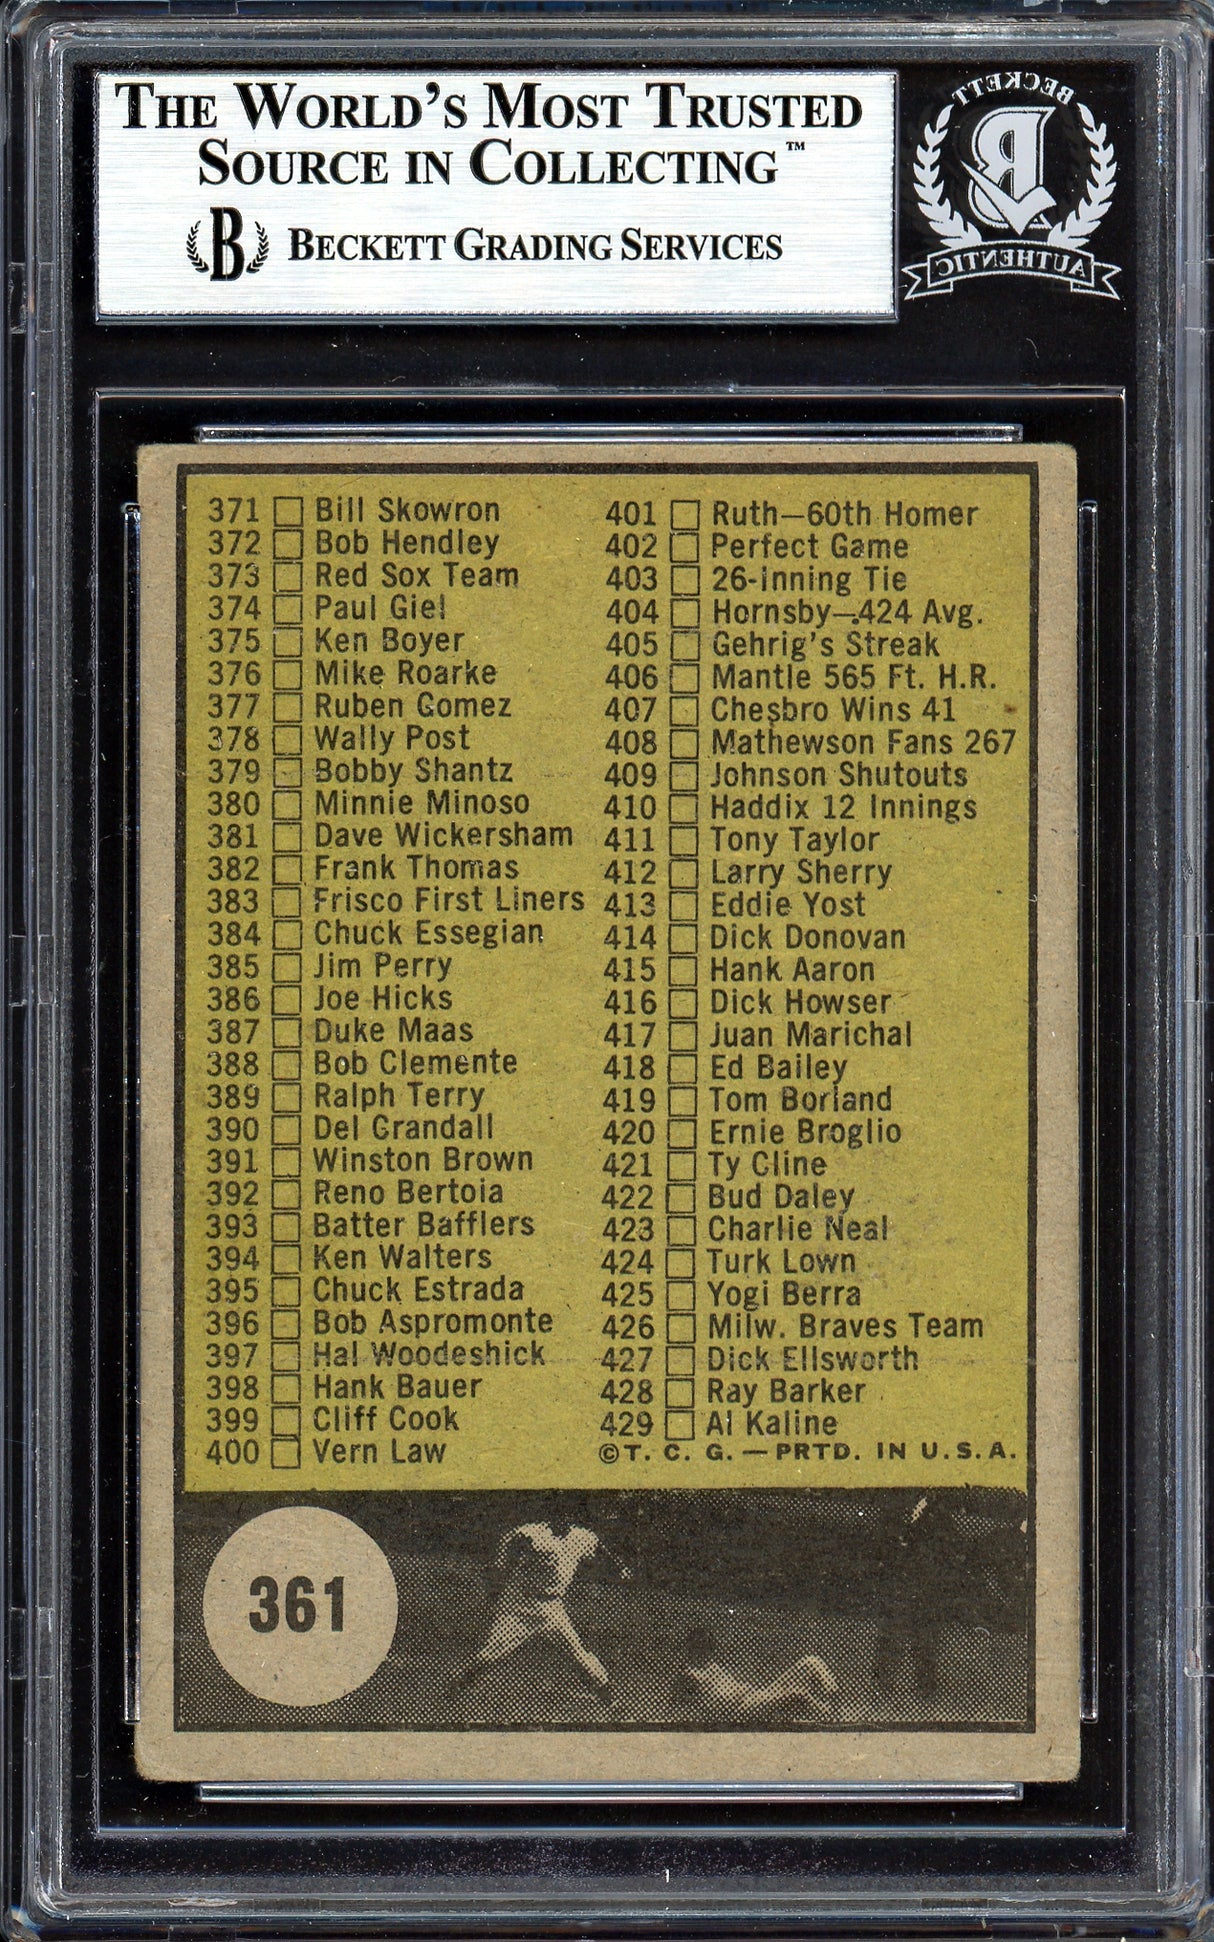 THE WORLD'S MOST TRUSTED
SOURCE IN COLLECTING™
B BECKETT GRADING SERVICES
BECKETT
B
AUTHENTIC
371 Bill Skowron
372 Bob Hendley
373 Red Sox Team
374 Paul Giel
375 Ken Boyer
376 Mike Roarke
377 Ruben Gomez
378 Wally Post
379 Bobby Shantz
380 Minnie Minoso
381 Dave Wickersham
382 Frank Thomas
383 Frisco First Liners
384 Chuck Essegian
385 Jim Perry
386 Joe Hicks
387 Duke Maas
388 Bob Clemente
389 Ralph Terry
390 Del Crandall
391 Winston Brown
392 Reno Bertoia
393 Batter Bafflers
394 Ken Walters
395 Chuck Estrada
396 Bob Aspromonte
397 Hal Woodeshick
398 Hank Bauer
399 Cliff Cook
400 Vern Law
401 Ruth—60th Homer
402 Perfect Game
403 26-Inning Tie
404 Hornsby—.424 Avg.
405 Gehrig's Streak
406 Mantle 565 Ft. H.R.
407 Chesbro Wins 41
408 Mathewson Fans 267
409 Johnson Shutouts
410 Haddix 12 Innings
411 Tony Taylor
412 Larry Sherry
413 Eddie Yost
414 Dick Donovan
415 Hank Aaron
416 Dick Howser
417 Juan Marichal
418 Ed Bailey
419 Tom Borland
420 Ernie Broglio
421 Ty Cline
422 Bud Daley
423 Charlie Neal
424 Turk Lown
425 Yogi Berra
426 Milw. Braves Team
427 Dick Ellsworth
428 Ray Barker
429 Al Kaline
©T. C. G. — PRTD. IN U.S.A.
361